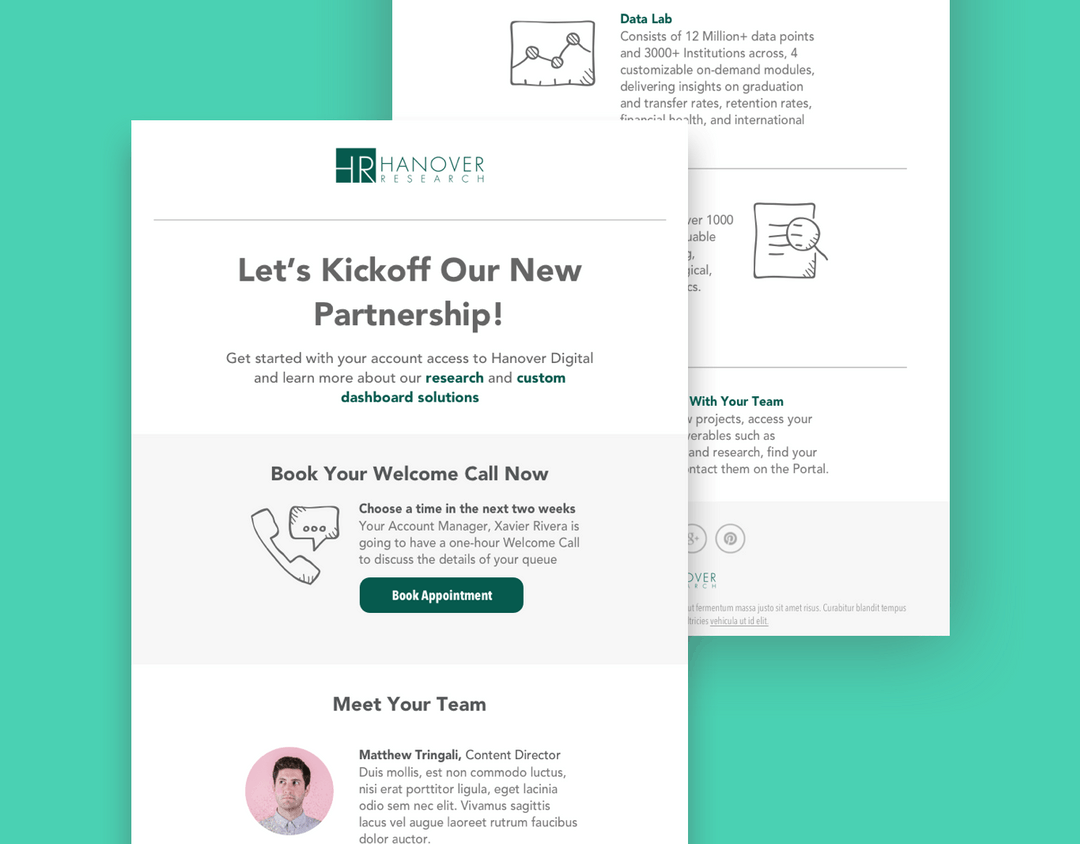 Data Lab
Consists of 12 Million+ data points
and 3000+ Institutions across, 4
customizable on-demand modules,
delivering insights on graduation
and transfer rates, retention rates,
financial health, and international
HR HANOVER
RESEARCH
Let's Kickoff Our New
Partnership!
Get started with your account access to Hanover Digital
and learn more about our research and custom
dashboard solutions
Book Your Welcome Call Now
Choose a time in the next two weeks
Your Account Manager, Xavier Rivera is
going to have a one-hour Welcome Call
to discuss the details of your queue
Book Appointment
Meet Your Team
Matthew Tringali, Content Director
Duis mollis, est non commodo luctus,
nisi erat porttitor ligula, eget lacinia
odio sem nec elit. Vivamus sagittis
lacus vel augue laoreet rutrum faucibus
dolor auctor.
1000
With Your Team
projects, access your
such as
and research, find your
them on the Portal.
ut fermentum massa justo sit amet risus. Curabitur blandit tempus
vehicula ut id elit.